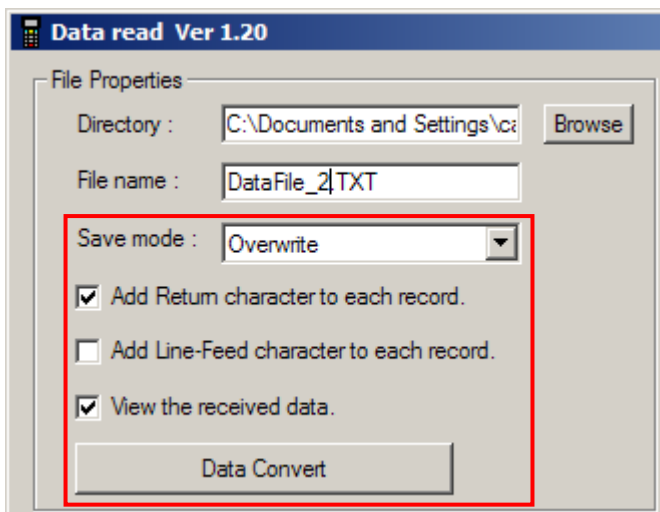 Data read Ver 1.20
File Properties
Directory : C:\Documents and Settings\ca Browse
File name : DataFile_2.TXT
Save mode : Overwrite
Add Return character to each record.
Add Line-Feed character to each record.
View the received data.
Data Convert